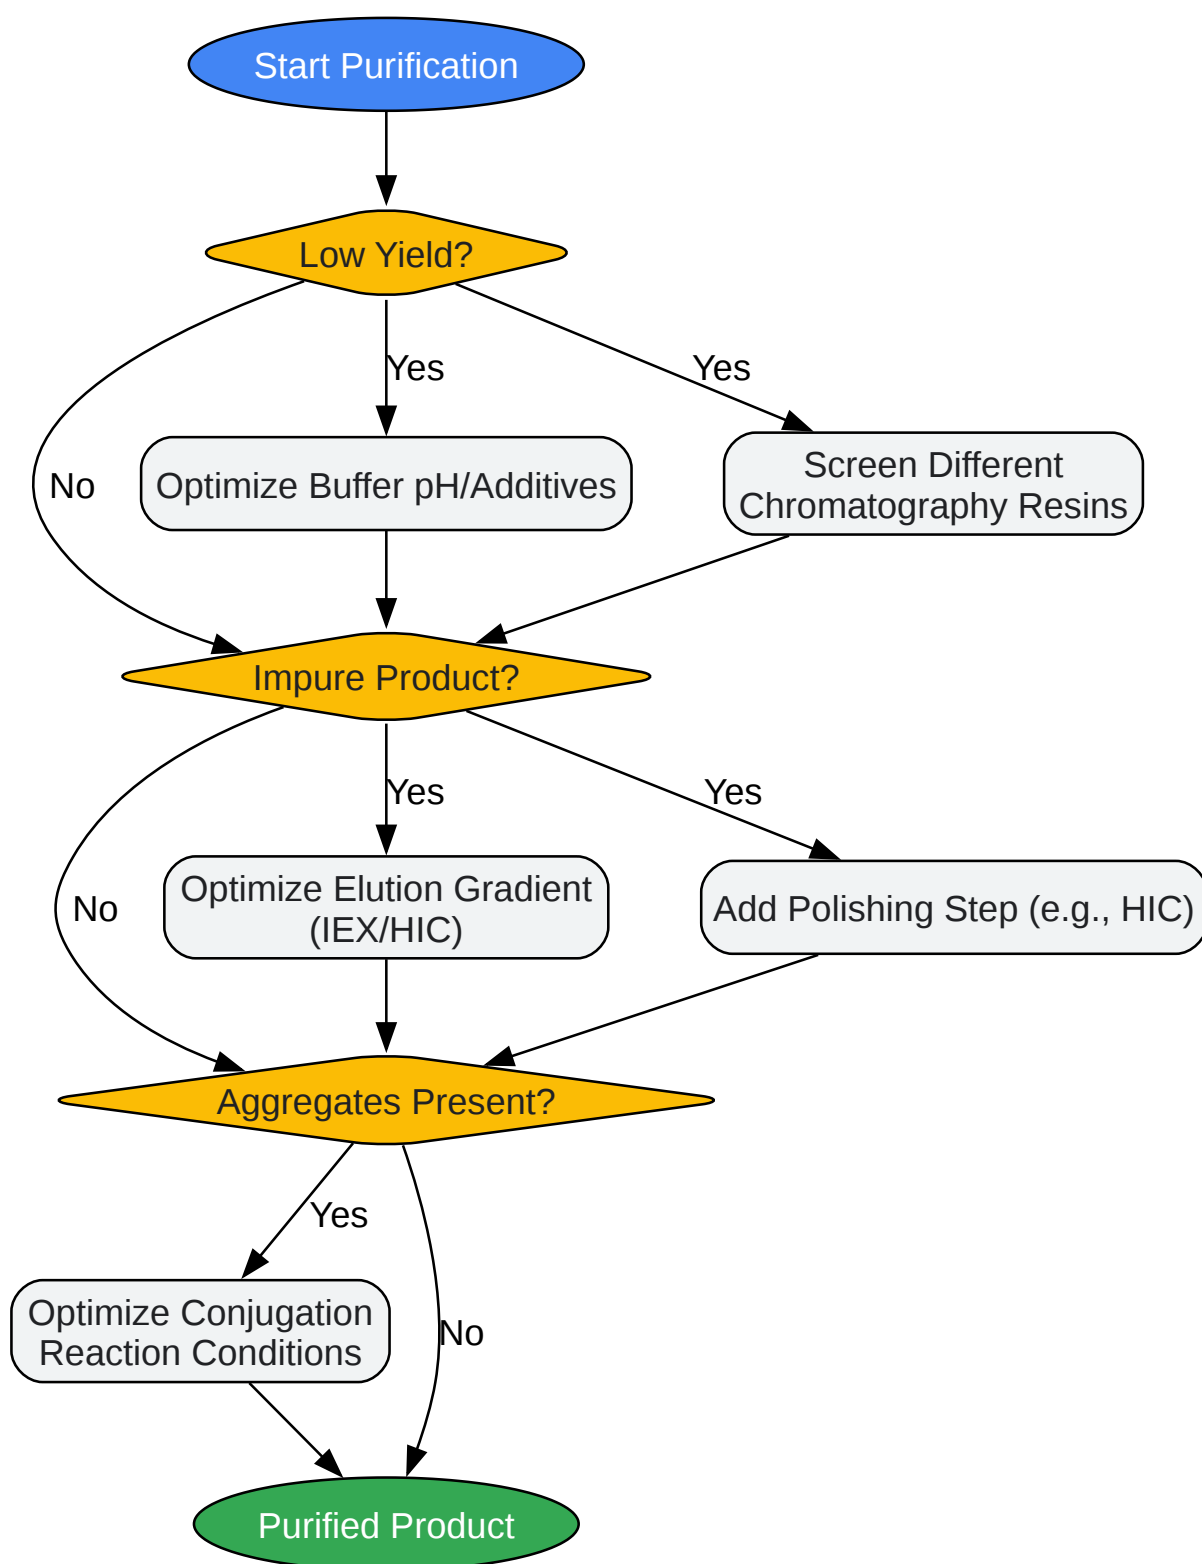 Start Purification
Low Yield?
Yes
Yes
No
Optimize Buffer pH/Additives
Screen Different
Chromatography Resins
Impure Product?
Yes
Yes
No
Optimize Elution Gradient
(IEX/HIC)
Add Polishing Step (e.g., HIC)
Aggregates Present?
Yes
No
Optimize Conjugation
Reaction Conditions
Purified Product